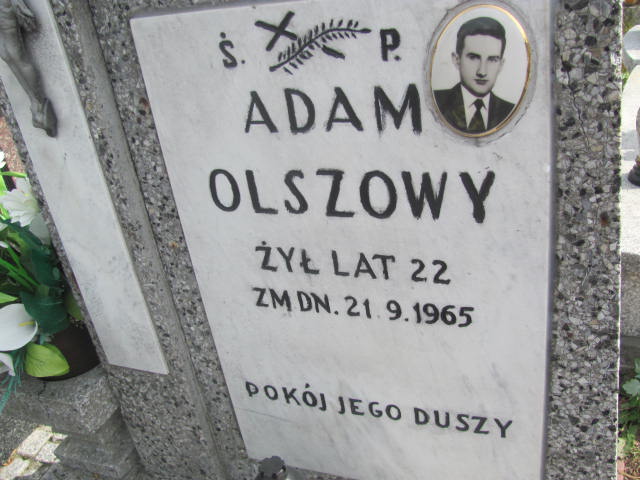 Ś. P.
ADAM
OLSZOWY
ŻYŁ LAT 22
ZM DN. 21.9.1965
POKÓJ JEGO DUSZY